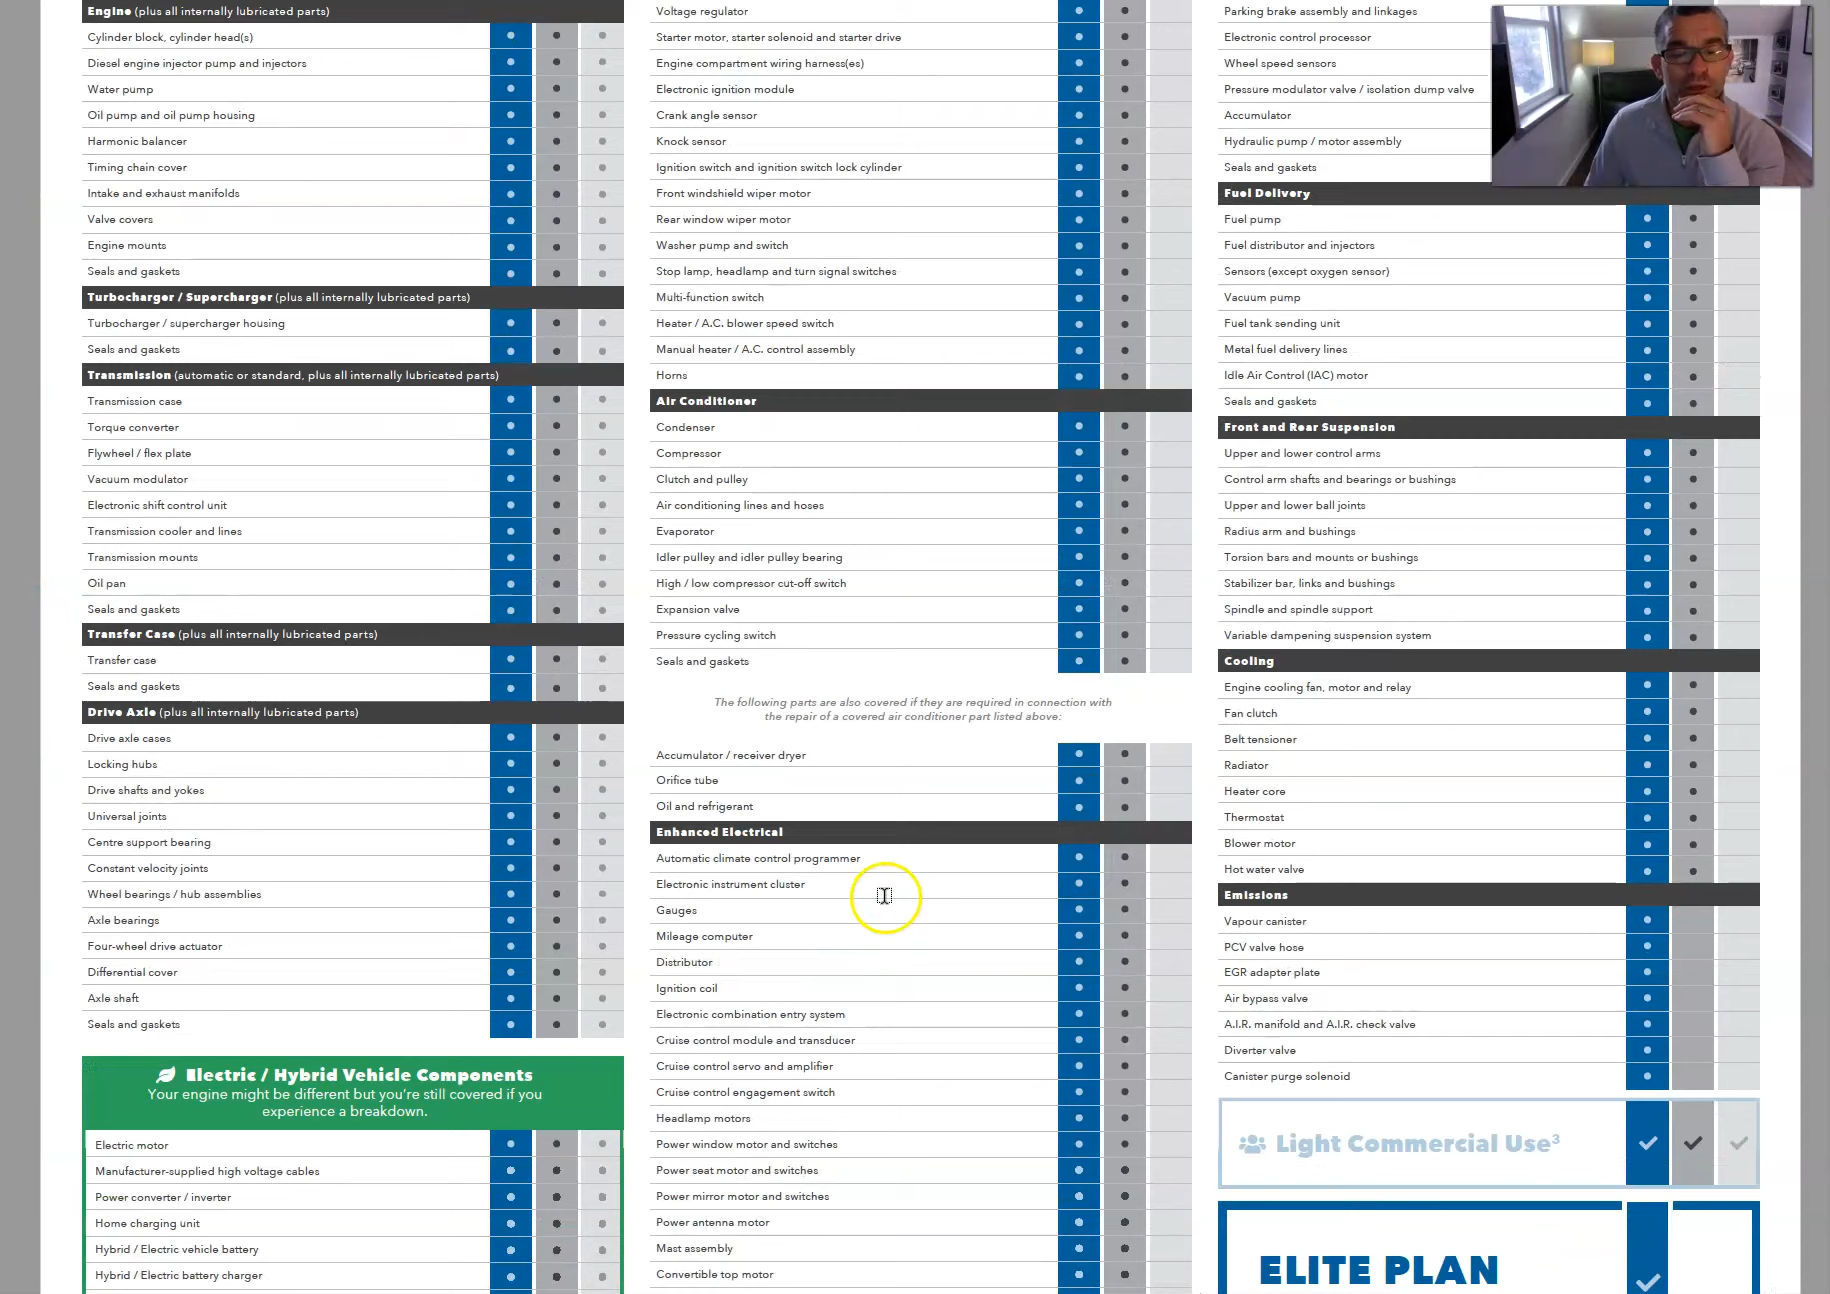 Engine (plus all internally lubricated parts)
Cylinder block, cylinder head(s)
Diesel engine injector pump and injectors
Water pump
Oil pump and oil pump housing
Harmonic balancer
Timing chain cover
Intake and exhaust manifolds
Valve covers
Engine mounts
Seals and gaskets
Turbocharger / Supercharger (plus all internally lubricated parts)
Turbocharger / supercharger housing
Seals and gaskets
Transmission (automatic or standard, plus all internally lubricated parts)
Transmission case
Torque converter
Flywheel / flex plate
Vacuum modulator
Electronic shift control unit
Transmission cooler and lines
Transmission mounts
Oil pan
Seals and gaskets
Transfer Case (plus all internally lubricated parts)
Transfer case
Seals and gaskets
Drive Axle (plus all internally lubricated parts)
Drive axle cases
Locking hubs
Drive shafts and yokes
Universal joints
Centre support bearing
Constant velocity joints
Wheel bearings / hub assemblies
Axle bearings
Four-wheel drive actuator
Differential cover
Axle shaft
Seals and gaskets
Electric / Hybrid Vehicle Components
Your engine might be different but you're still covered if you
experience a breakdown.
Electric motor
Manufacturer-supplied high voltage cables
Power converter / inverter
Home charging unit
Hybrid / Electric vehicle battery
Hybrid / Electric battery charger
Voltage regulator
Starter motor, starter solenoid and starter drive
Engine compartment wiring harness(es)
Electronic ignition module
Crank angle sensor
Knock sensor
Ignition switch and ignition switch lock cylinder
Front windshield wiper motor
Rear window wiper motor
Washer pump and switch
Stop lamp, headlamp and turn signal switches
Multi-function switch
Heater / A.C. blower speed switch
Manual heater / A.C. control assembly
Horns
Air Conditioner
Condenser
Compressor
Clutch and pulley
Air conditioning lines and hoses
Evaporator
Idler pulley and idler pulley bearing
High / low compressor cut-off switch
Expansion valve
Pressure cycling switch
Seals and gaskets
The following parts are also covered if they are required in connection with
the repair of a covered air conditioner part listed above:
Accumulator / receiver dryer
Orifice tube
Oil and refrigerant
Enhanced Electrical
Automatic climate control programmer
Electronic instrument cluster
Gauges
Mileage computer
Distributor
Ignition coil
Electronic combination entry system
Cruise control module and transducer
Cruise control servo and amplifier
Cruise control engagement switch
Headlamp motors
Power window motor and switches
Power seat motor and switches
Power mirror motor and switches
Power antenna motor
Mast assembly
Convertible top motor
Parking brake assembly and linkages
Electronic control processor
Wheel speed sensors
Pressure modulator valve / isolation dump valve
Accumulator
Hydraulic pump / motor assembly
Seals and gaskets
Fuel Delivery
Fuel pump
Fuel distributor and injectors
Sensors (except oxygen sensor)
Vacuum pump
Fuel tank sending unit
Metal fuel delivery lines
Idle Air Control (IAC) motor
Seals and gaskets
Front and Rear Suspension
Upper and lower control arms
Control arm shafts and bearings or bushings
Upper and lower ball joints
Radius arm and bushings
Torsion bars and mounts or bushings
Stabilizer bar, links and bushings
Spindle and spindle support
Variable dampening suspension system
Cooling
Engine cooling fan, motor and relay
Fan clutch
Belt tensioner
Radiator
Heater core
Thermostat
Blower motor
Hot water valve
Emissions
Vapour canister
PCV valve hose
EGR adapter plate
Air bypass valve
A.I.R. manifold and A.I.R. check valve
Diverter valve
Canister purge solenoid
Light Commercial Use³
ELITE PLAN